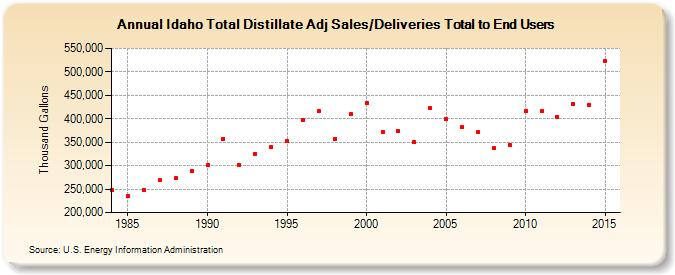 Annual Idaho Total Distillate Adj Sales/Deliveries Total to End Users
Thousand Gallons
550,000
500,000
450,000
400,000
350,000
300,000
250,000
200,000
1985 1990 1995 2000 2005 2010 2015
Source: U.S. Energy Information Administration